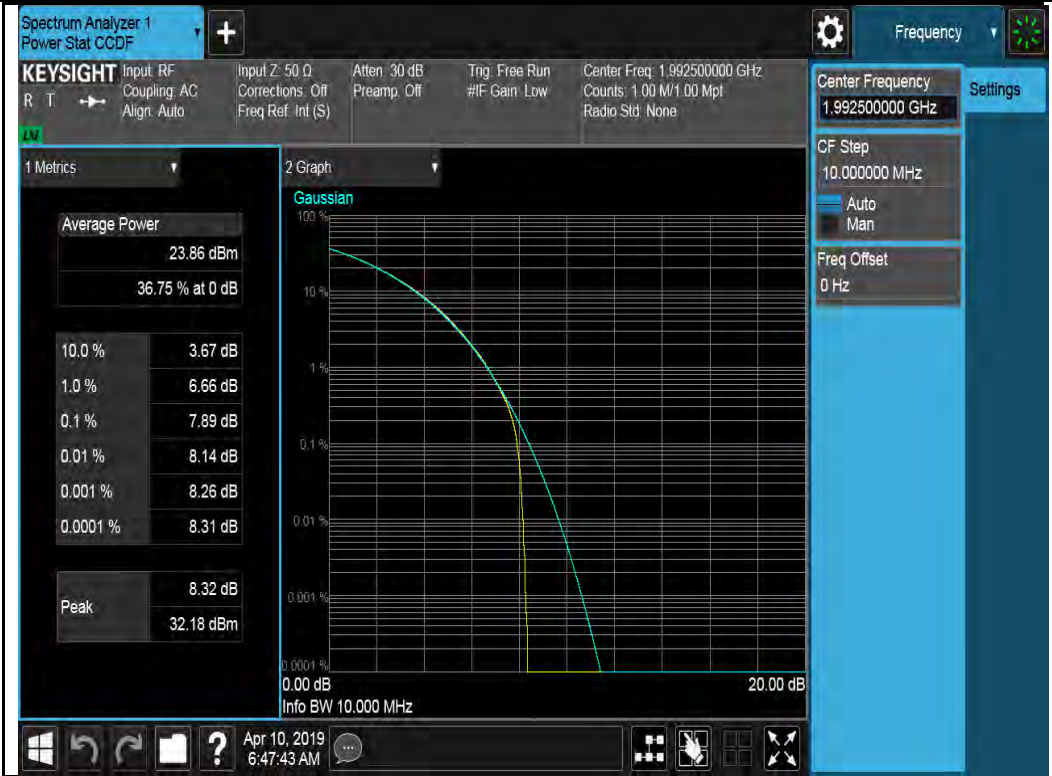 Spectrum Analyzer 1
Power Stat CCDF
+
Frequency
KEYSIGHT
R T
LNI
Input: RF
Coupling: AC
Align: Auto
Input Z: 50 Ω
Corrections: Off
Freq Ref: Int (S)
Atten: 30 dB
Preamp: Off
Trig: Free Run
#IF Gain: Low
Center Freq: 1.992500000 GHz
Counts: 1.00 M/1.00 Mpt
Radio Std: None
Center Frequency
1.992500000 GHz
Settings
CF Step
10.000000 MHz
Auto
Man
Freq Offset
0 Hz
1 Metrics
Average Power
23.86 dBm
36.75 % at 0 dB
10.0 % 3.67 dB
1.0 % 6.66 dB
0.1 % 7.89 dB
0.01 % 8.14 dB
0.001 % 8.26 dB
0.0001 % 8.31 dB
Peak
8.32 dB
32.18 dBm
2 Graph
Gaussian
100 %
10 %
1 %
0.1 %
0.01 %
0.001 %
0.0001 %
0.00 dB
20.00 dB
Info BW 10.000 MHz
?
Apr 10, 2019
6:47:43 AM